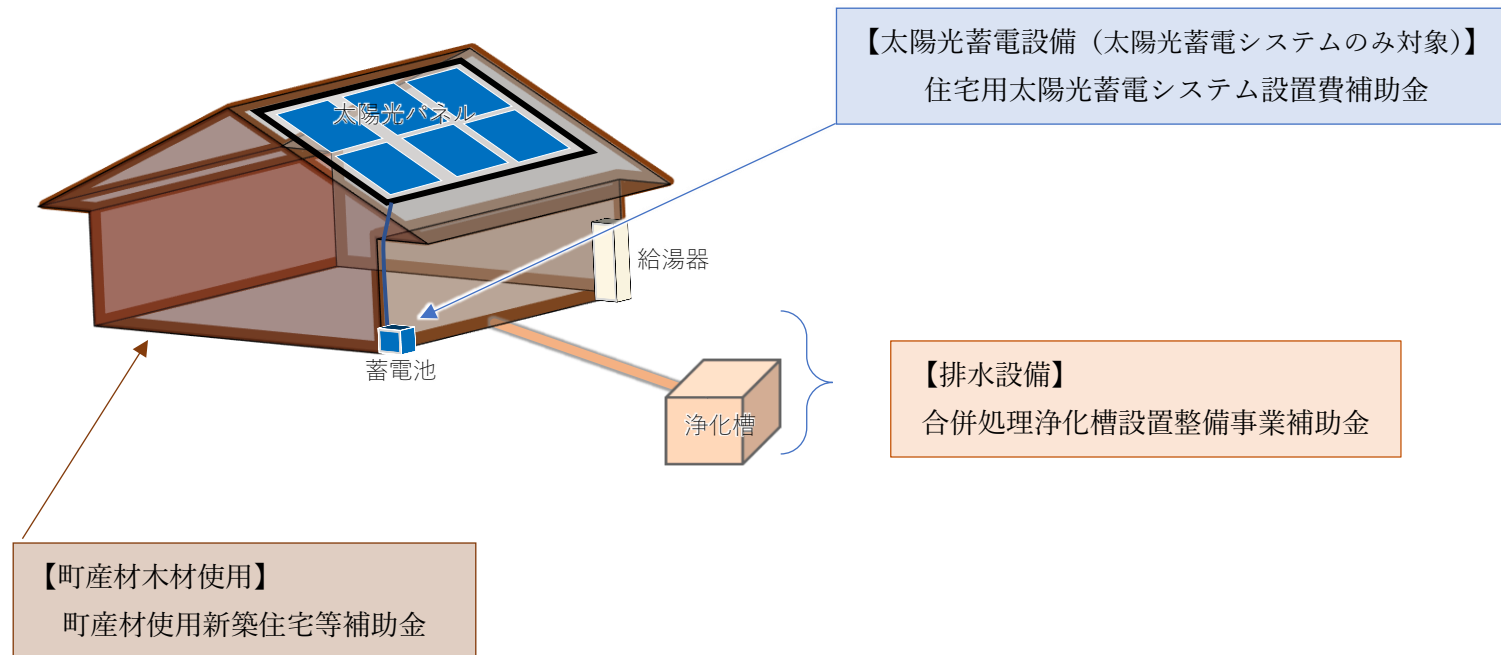 【太陽光蓄電設備（太陽光蓄電システムのみ対象）】
住宅用太陽光蓄電システム設置費補助金
太陽光パネル
給湯器
蓄電池
浄化槽
【排水設備】
合併処理浄化槽設置整備事業補助金
【町産材木材使用】
町産材使用新築住宅等補助金